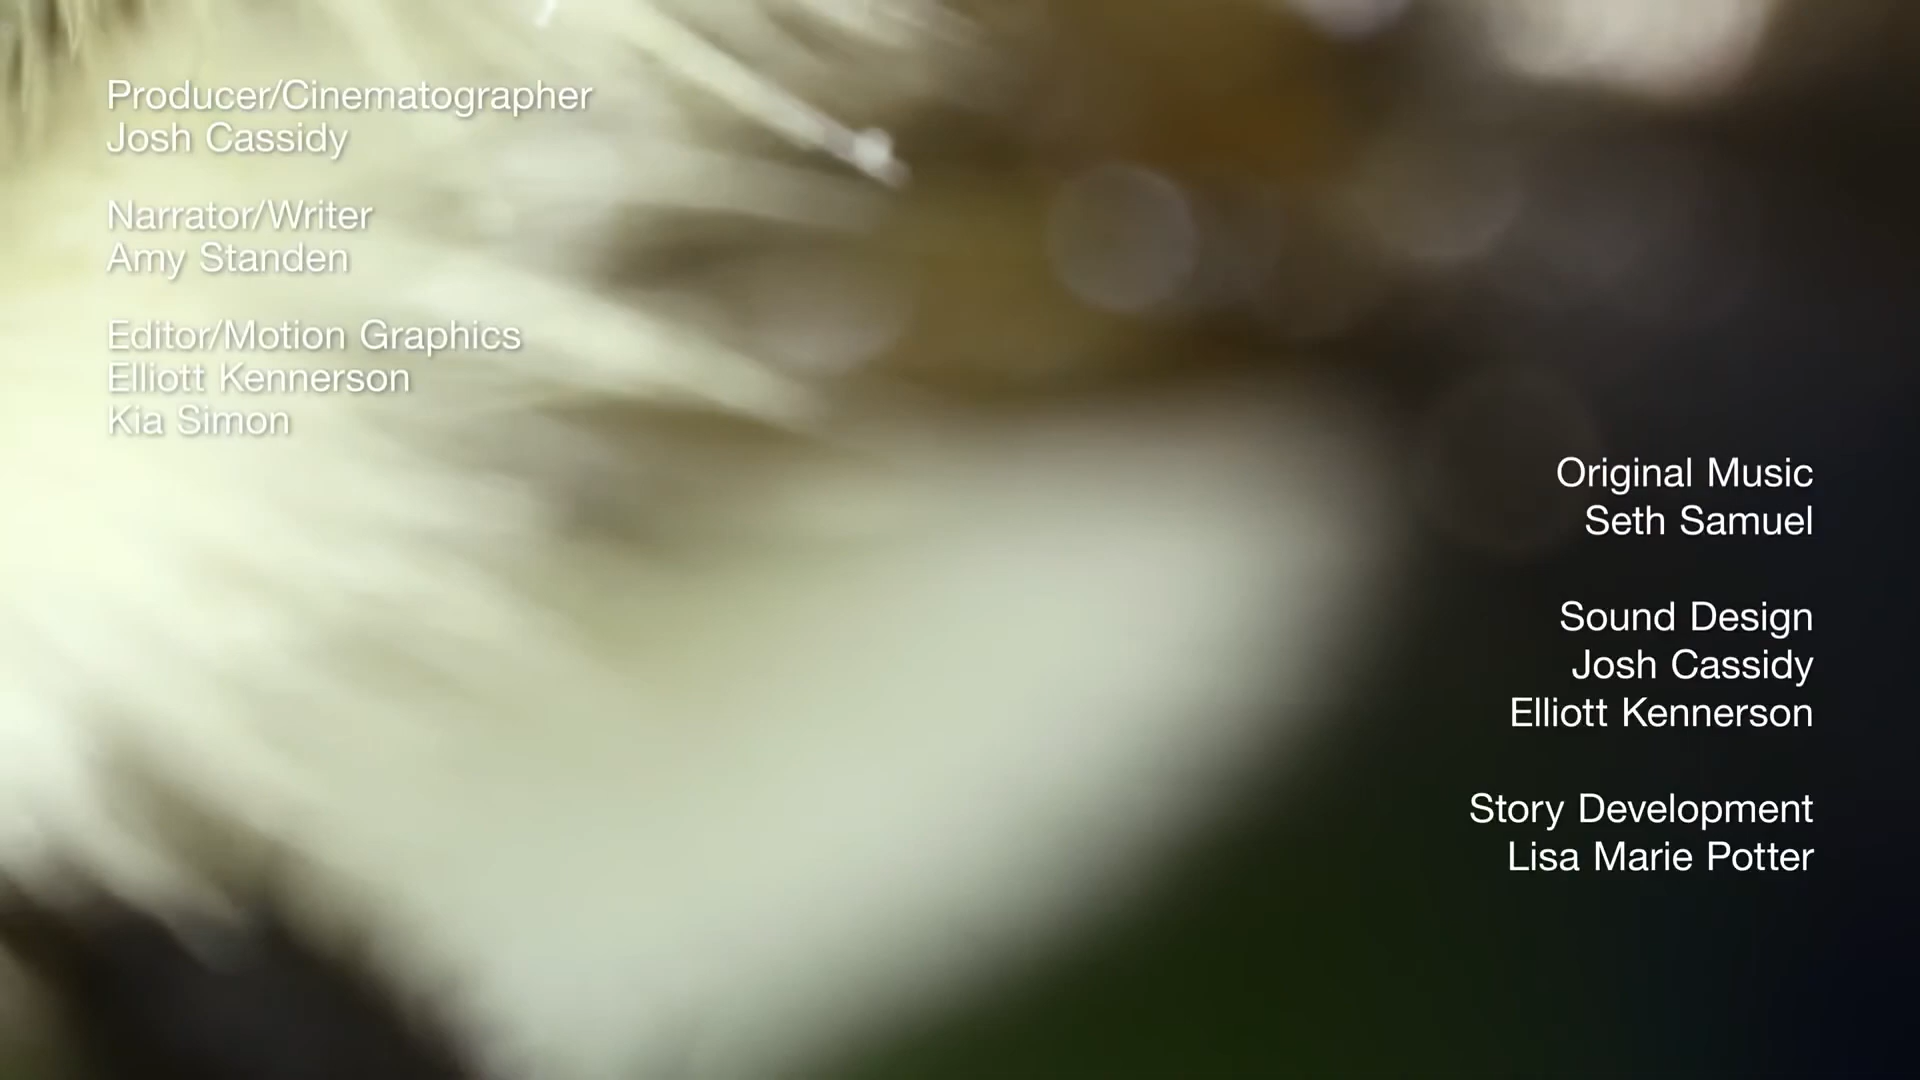 Producer/Cinematographer
Josh Cassidy
Narrator/Writer
Amy Standen
Editor/Motion Graphics
Elliott Kennerson
Kia Simon
Original Music
Seth Samuel
Sound Design
Josh Cassidy
Elliott Kennerson
Story Development
Lisa Marie Potter